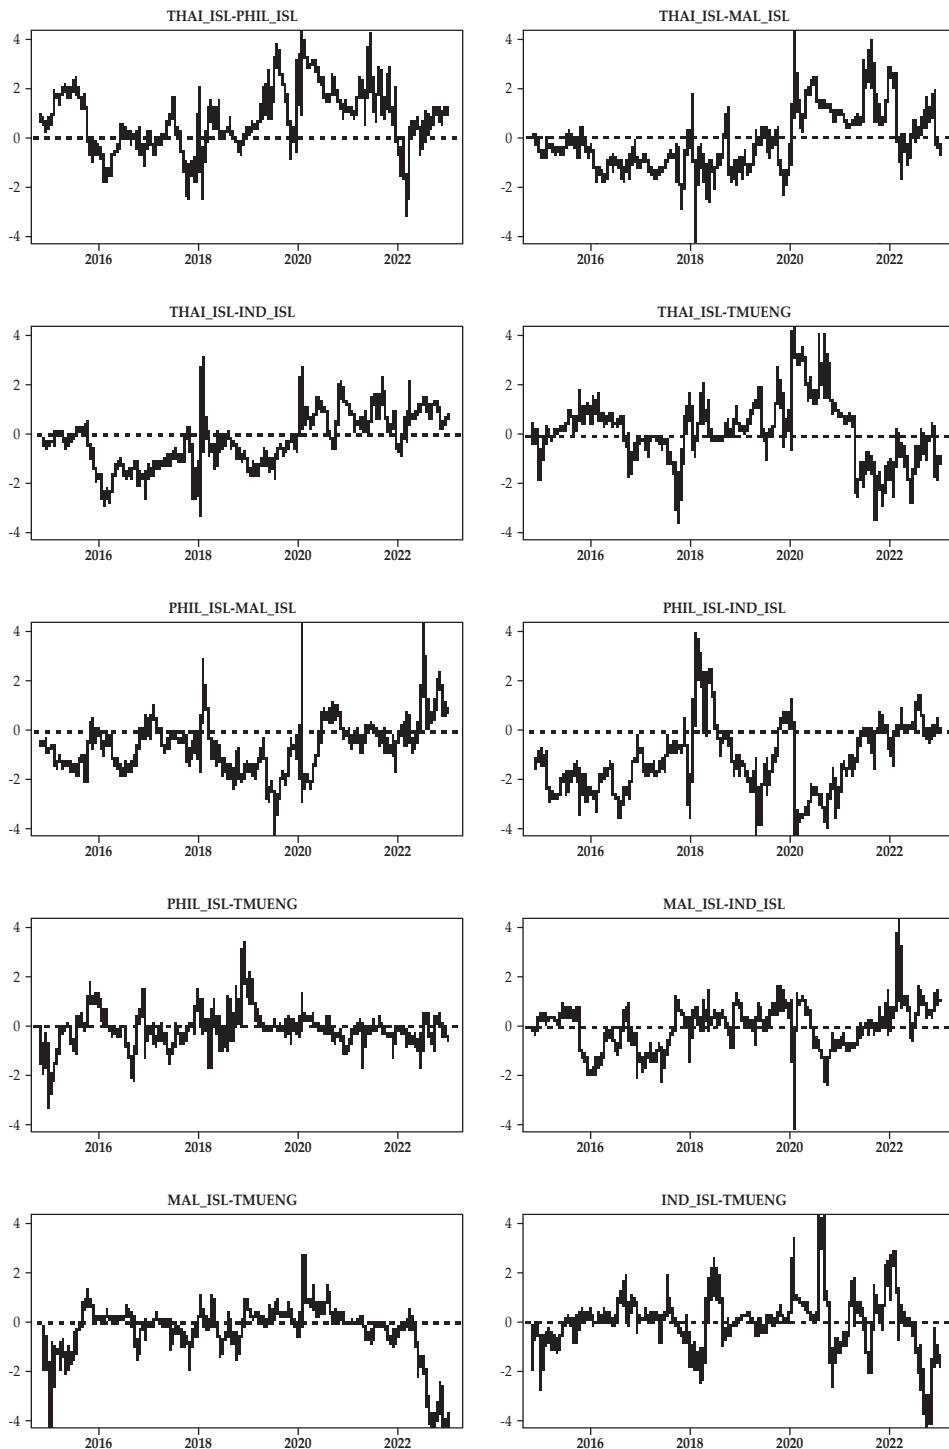 THAI_ISL-PHIL_ISL
4
2
0
-2
-4
2016 2018 2020 2022
THAI_ISL-MAL_ISL
4
2
0
-2
-4
2016 2018 2020 2022
THAI_ISL-IND_ISL
4
2
0
-2
-4
2016 2018 2020 2022
THAI_ISL-TMUENG
4
2
0
-2
-4
2016 2018 2020 2022
PHIL_ISL-MAL_ISL
4
2
0
-2
-4
2016 2018 2020 2022
PHIL_ISL-IND_ISL
4
2
0
-2
-4
2016 2018 2020 2022
PHIL_ISL-TMUENG
4
2
0
-2
-4
2016 2018 2020 2022
MAL_ISL-IND_ISL
4
2
0
-2
-4
2016 2018 2020 2022
MAL_ISL-TMUENG
4
2
0
-2
-4
2016 2018 2020 2022
IND_ISL-TMUENG
4
2
0
-2
-4
2016 2018 2020 2022